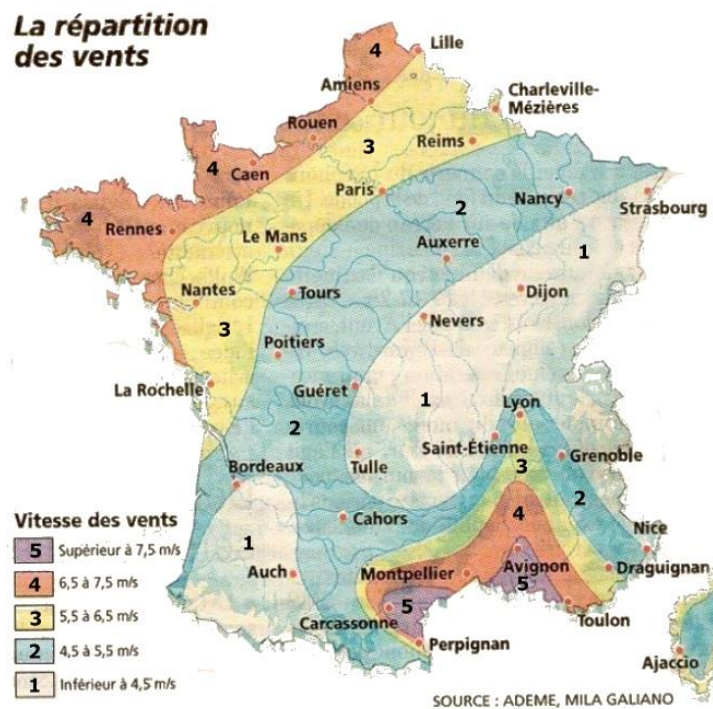 La répartition
des vents
4
Lille
Amiens
Charleville-
Mézières
Rouen
3
Reims
4
Caen
Paris
Nancy
Strasbourg
4
Rennes
2
Le Mans
Auxerre
1
Nantes
Tours
Dijon
3
Nevers
Poitiers
La Rochelle
Guéret
1
Lyon
2
Saint-Étienne
Grenoble
Bordeaux
Tulle
3
2
Cahors
4
Nice
1
Auch
Montpellier
Avignon
Draguignan
5
5
Carcassonne
Toulon
Perpignan
Ajaccio
Vitesse des vents
5 Supérieur à 7,5 m/s
4 6,5 à 7,5 m/s
3 5,5 à 6,5 m/s
2 4,5 à 5,5 m/s
1 Inférieur à 4,5 m/s
SOURCE : ADEME, MILA GALIANO